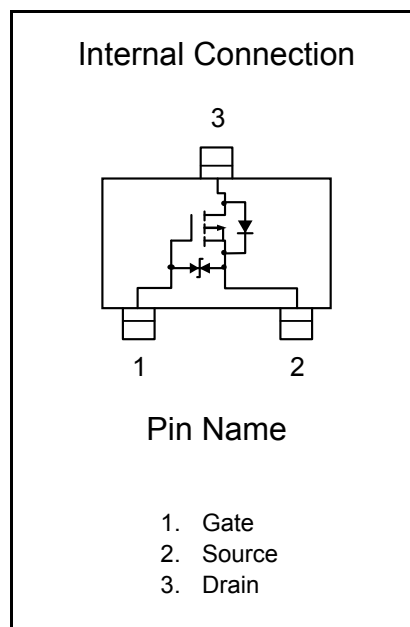 Internal Connection
3
1
2
Pin Name
1. Gate
2. Source
3. Drain